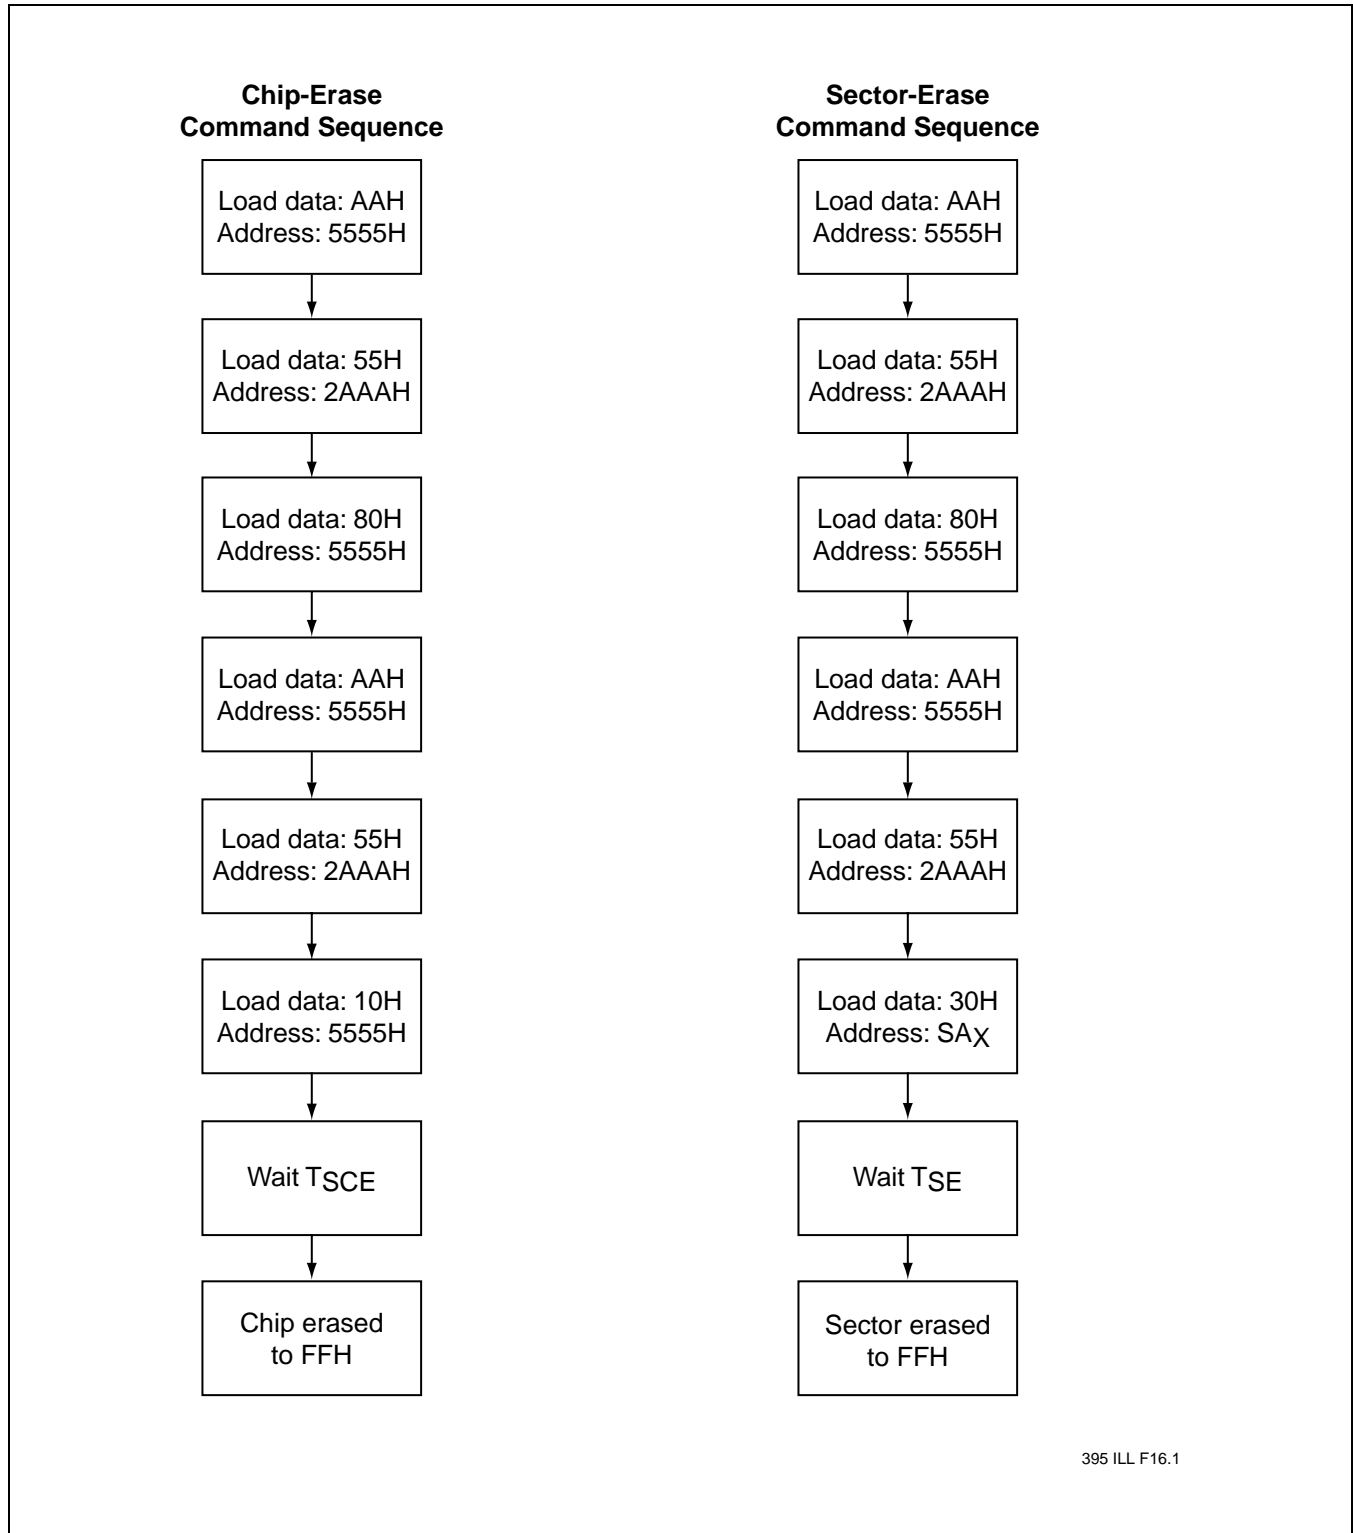 Chip-Erase
Command Sequence
Load data: AAH
Address: 5555H
Load data: 55H
Address: 2AAAH
Load data: 80H
Address: 5555H
Load data: AAH
Address: 5555H
Load data: 55H
Address: 2AAAH
Load data: 10H
Address: 5555H
Wait TSCE
Chip erased
to FFH
Sector-Erase
Command Sequence
Load data: AAH
Address: 5555H
Load data: 55H
Address: 2AAAH
Load data: 80H
Address: 5555H
Load data: AAH
Address: 5555H
Load data: 55H
Address: 2AAAH
Load data: 30H
Address: SAX
Wait TSE
Sector erased
to FFH
395 ILL F16.1